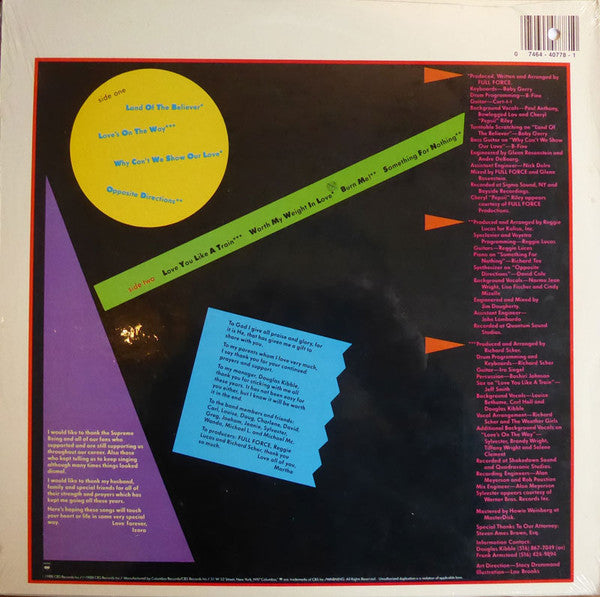 0 7464-40778-1
side one
Land Of The Believer*
Love's On The Way***
Why Can't We Show Our Love*
Opposite Directions**
side two
Love You Like A Train***
Worth My Weight In Love*
Burn Me!**
Something For Nothing**
To God I give all praise and glory, for
it is He, that has given me a gift to
share with you.
To my parents whom I love very much,
I say thank you for your continued
prayers and support.
To my manager, Douglas Kibble,
thank you for sticking with me all
these years. It has not been easy for
you either, but I know it will be worth
it in the end.
To the band members and friends;
Carl, Louise, Doug, Charlene, David,
Greg, Joakem, Jeanie, Sylvester,
Wanda, Michael J. and Michael Mc.
To producers: FULL FORCE, Reggie
Lucas and Richard Scher, thank you
so much.
Love all of you,
Martha
I would like to thank the Supreme
Being and all of our fans who
supported and are still supporting us
throughout our career. Also those
who kept telling us to keep singing
although many times things looked
dismal.
I would like to thank my husband,
family and special friends for all of
their strength and prayers which has
kept me going all these years.
Here's hoping these songs will touch
your heart or life in some very special
way.
Love Forever,
Izora
*Produced, Written and Arranged by
FULL FORCE.
Keyboards—Baby Gerry
Drum Programming—B-Fine
Guitar—Curt-t-t
Background Vocals—Paul Anthony,
Bowlegged Lou and Cheryl
"Pepsii" Riley
Turntable Scratching on "Land Of
The Believer"—Baby Gerry
Bass Guitar on "Why Can't We Show
Our Love"—B-Fine
Engineered by Glenn Rosenstein and
Andre DeBourg.
Assistant Engineer—Nick Delre
Mixed by FULL FORCE and Glenn
Rosenstein.
Recorded at Sigma Sound, NY and
Bayside Recordings.
Cheryl "Pepsii" Riley appears
courtesy of FULL FORCE
Productions.
**Produced and Arranged by Reggie
Lucas for Kalius, Inc.
Synclavier and Voyetra
Programming—Reggie Lucas
Guitars—Reggie Lucas
Piano on "Something For
Nothing"—Richard Tee
Synthesizer on "Opposite
Directions"—David Cole
Background Vocals—Norma Jean
Wright, Lisa Fischer and Cindy
Mizelle
Engineered and Mixed by
Jim Dougherty.
Assistant Engineer—
John Lombardo
Recorded at Quantum Sound
Studios.
***Produced and Arranged by
Richard Scher.
Drum Programming and
Keyboards—Richard Scher
Guitar—Ira Siegel
Percussion—Bashiri Johnson
Sax on "Love You Like A Train"—
Jeff Smith
Background Vocals—Louise
Bethune, Carl Hall and
Douglas Kibble
Vocal Arrangement—Richard
Scher and The Weather Girls
Additional Background Vocals on
"Love's On The Way"—
Sylvester, Brandy Wright,
Tiffany Wright and Selene
Clement
Recorded at Shakedown Sound
and Quadrasonic Studios.
Recording Engineers—Alan
Meyerson and Rob Paustian
Mix Engineer—Alan Meyerson
Sylvester appears courtesy of
Warner Bros. Records Inc.
Mastered by Howie Weinberg at
MasterDisk.
Special Thanks To Our Attorney:
Steven Ames Brown, Esq.
Information Contact:
Douglas Kibble (516) 867-7049 (or)
Frank Armstead (516) 424-9894
Art Direction—Stacy Drummond
Illustration—Lou Brooks